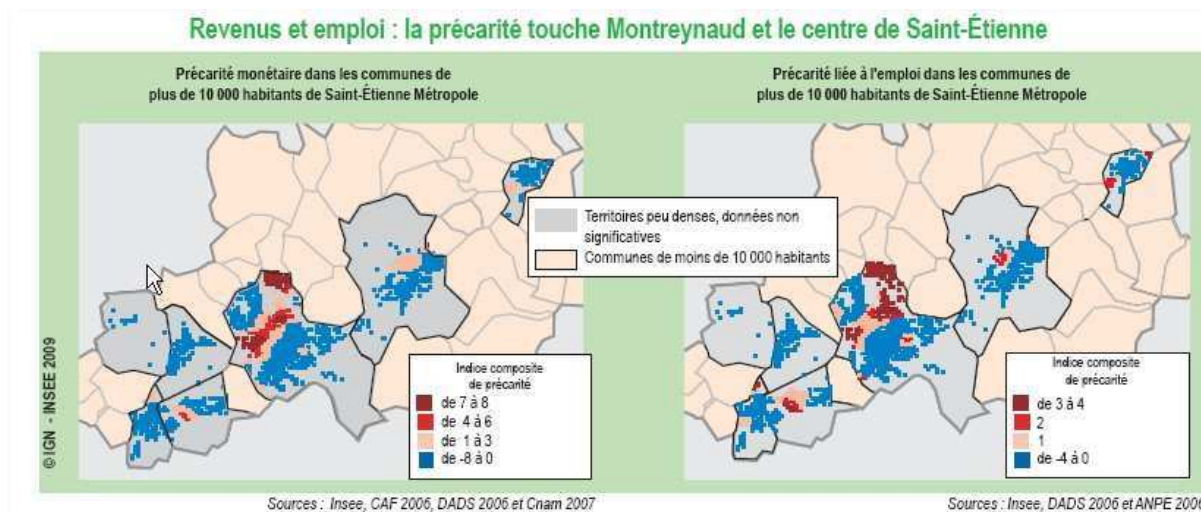 Revenus et emploi : la précarité touche Montreynaud et le centre de Saint-Étienne
Précarité monétaire dans les communes de
plus de 10 000 habitants de Saint-Étienne Métropole
Précarité liée à l'emploi dans les communes de
plus de 10 000 habitants de Saint-Étienne Métropole
Territoires peu denses, données non
significatives
Communes de moins de 10 000 habitants
Indice composite
de précarité
de 7 à 8
de 4 à 6
de 1 à 3
de -8 à 0
Indice composite
de précarité
de 3 à 4
2
1
de -4 à 0
© IGN - INSEE 2009
Sources : Insee, CAF 2006, DADS 2006 et Cnam 2007
Sources : Insee, DADS 2006 et ANPE 2006